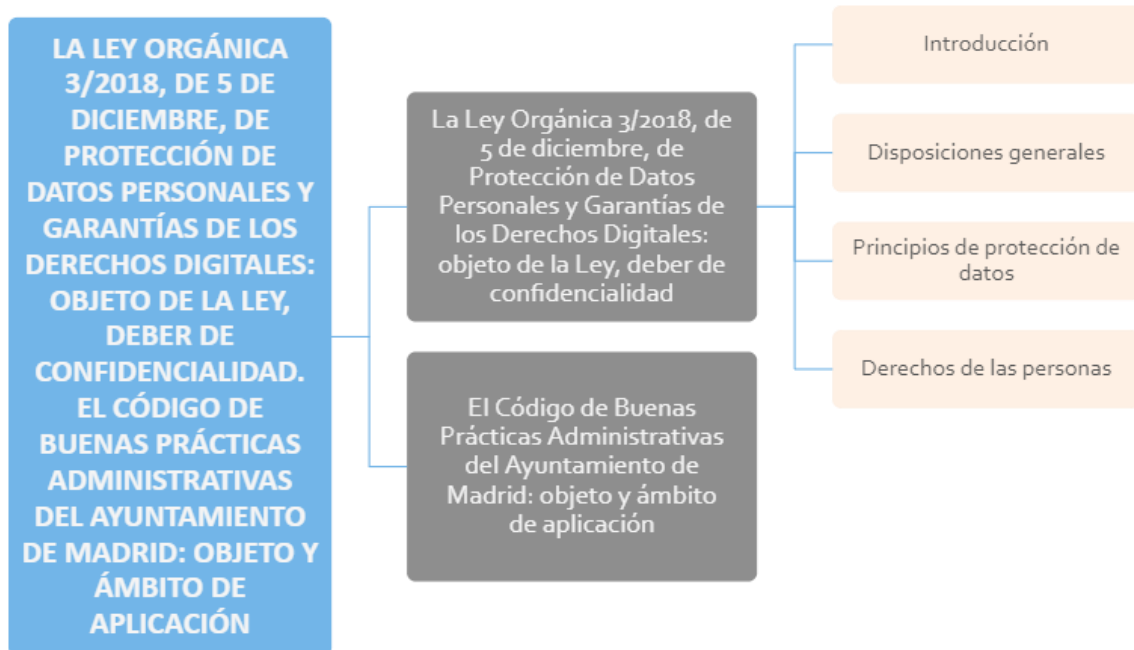 LA LEY ORGÁNICA
3/2018, DE 5 DE
DICIEMBRE, DE
PROTECCIÓN DE
DATOS PERSONALES Y
GARANTÍAS DE LOS
DERECHOS DIGITALES:
OBJETO DE LA LEY,
DEBER DE
CONFIDENCIALIDAD.
EL CÓDIGO DE
BUENAS PRÁCTICAS
ADMINISTRATIVAS
DEL AYUNTAMIENTO
DE MADRID: OBJETO Y
ÁMBITO DE
APLICACIÓN
La Ley Orgánica 3/2018, de
5 de diciembre, de
Protección de Datos
Personales y Garantías de
los Derechos Digitales:
objeto de la Ley, deber de
confidencialidad
El Código de Buenas
Prácticas Administrativas
del Ayuntamiento de
Madrid: objeto y ámbito
de aplicación
Introducción
Disposiciones generales
Principios de protección de
datos
Derechos de las personas